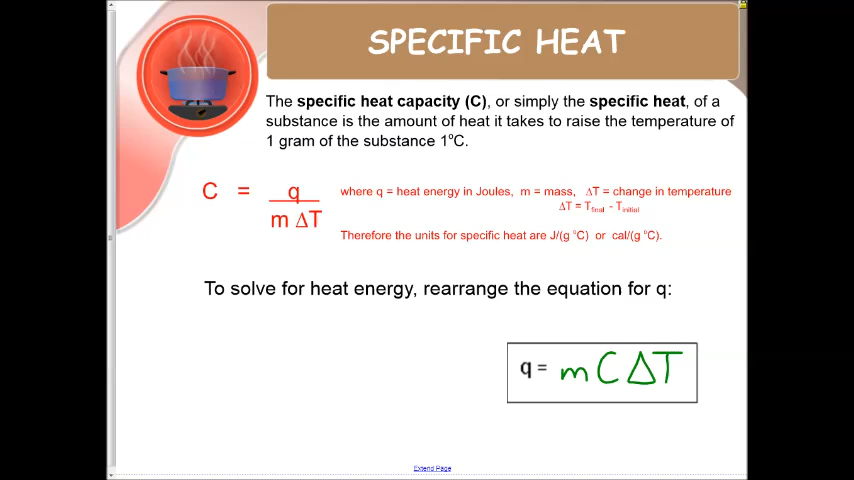 SPECIFIC HEAT
The specific heat capacity (C), or simply the specific heat, of a
substance is the amount of heat it takes to raise the temperature of
1 gram of the substance 1°C.
C = q
m ΔT
where q = heat energy in Joules, m = mass, ΔT = change in temperature
ΔT = Tfinal - Tinitial
Therefore the units for specific heat are J/(g °C) or cal/(g °C).
To solve for heat energy, rearrange the equation for q:
q = mCΔT
Extend Page